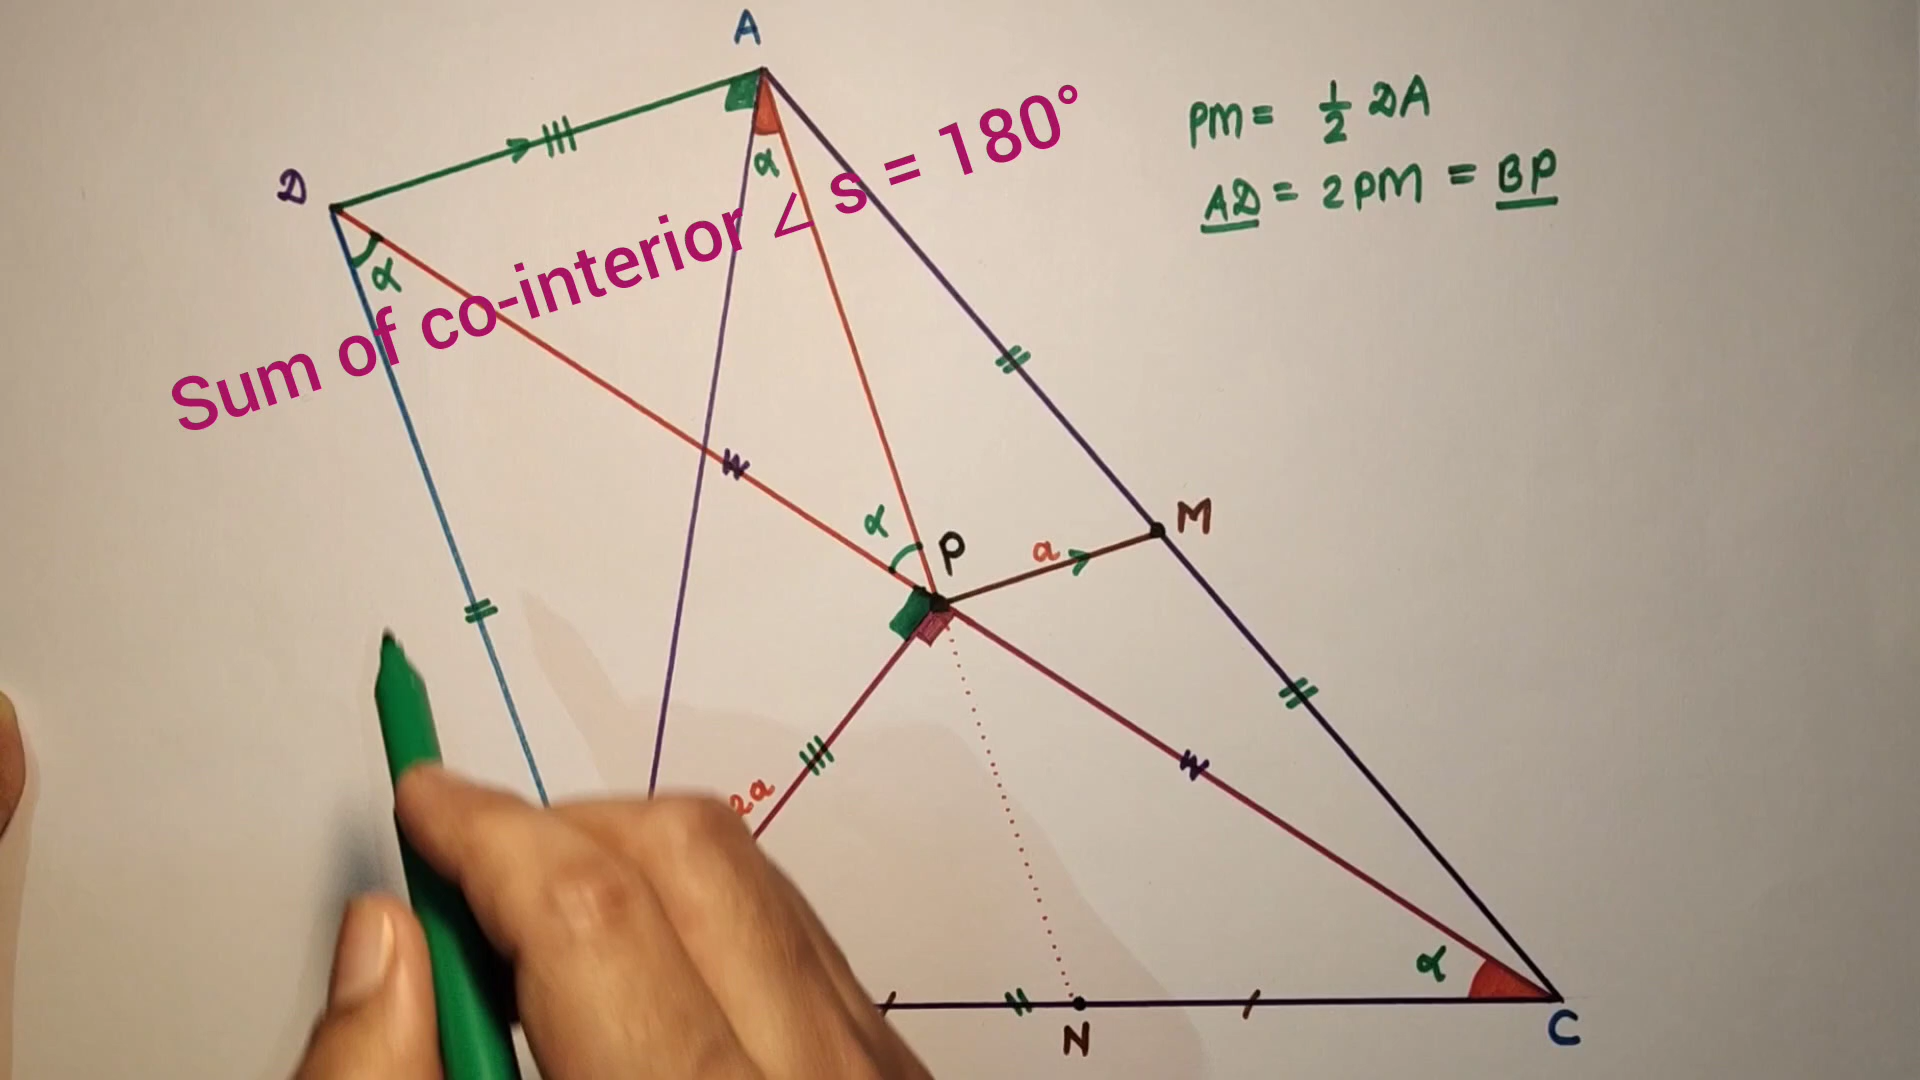 A
PM = 1/2 DA
AD = 2PM = BP
D
α
α
Sum of co-interior ∠ s = 180°
α
P
a
M
2a
α
N
C